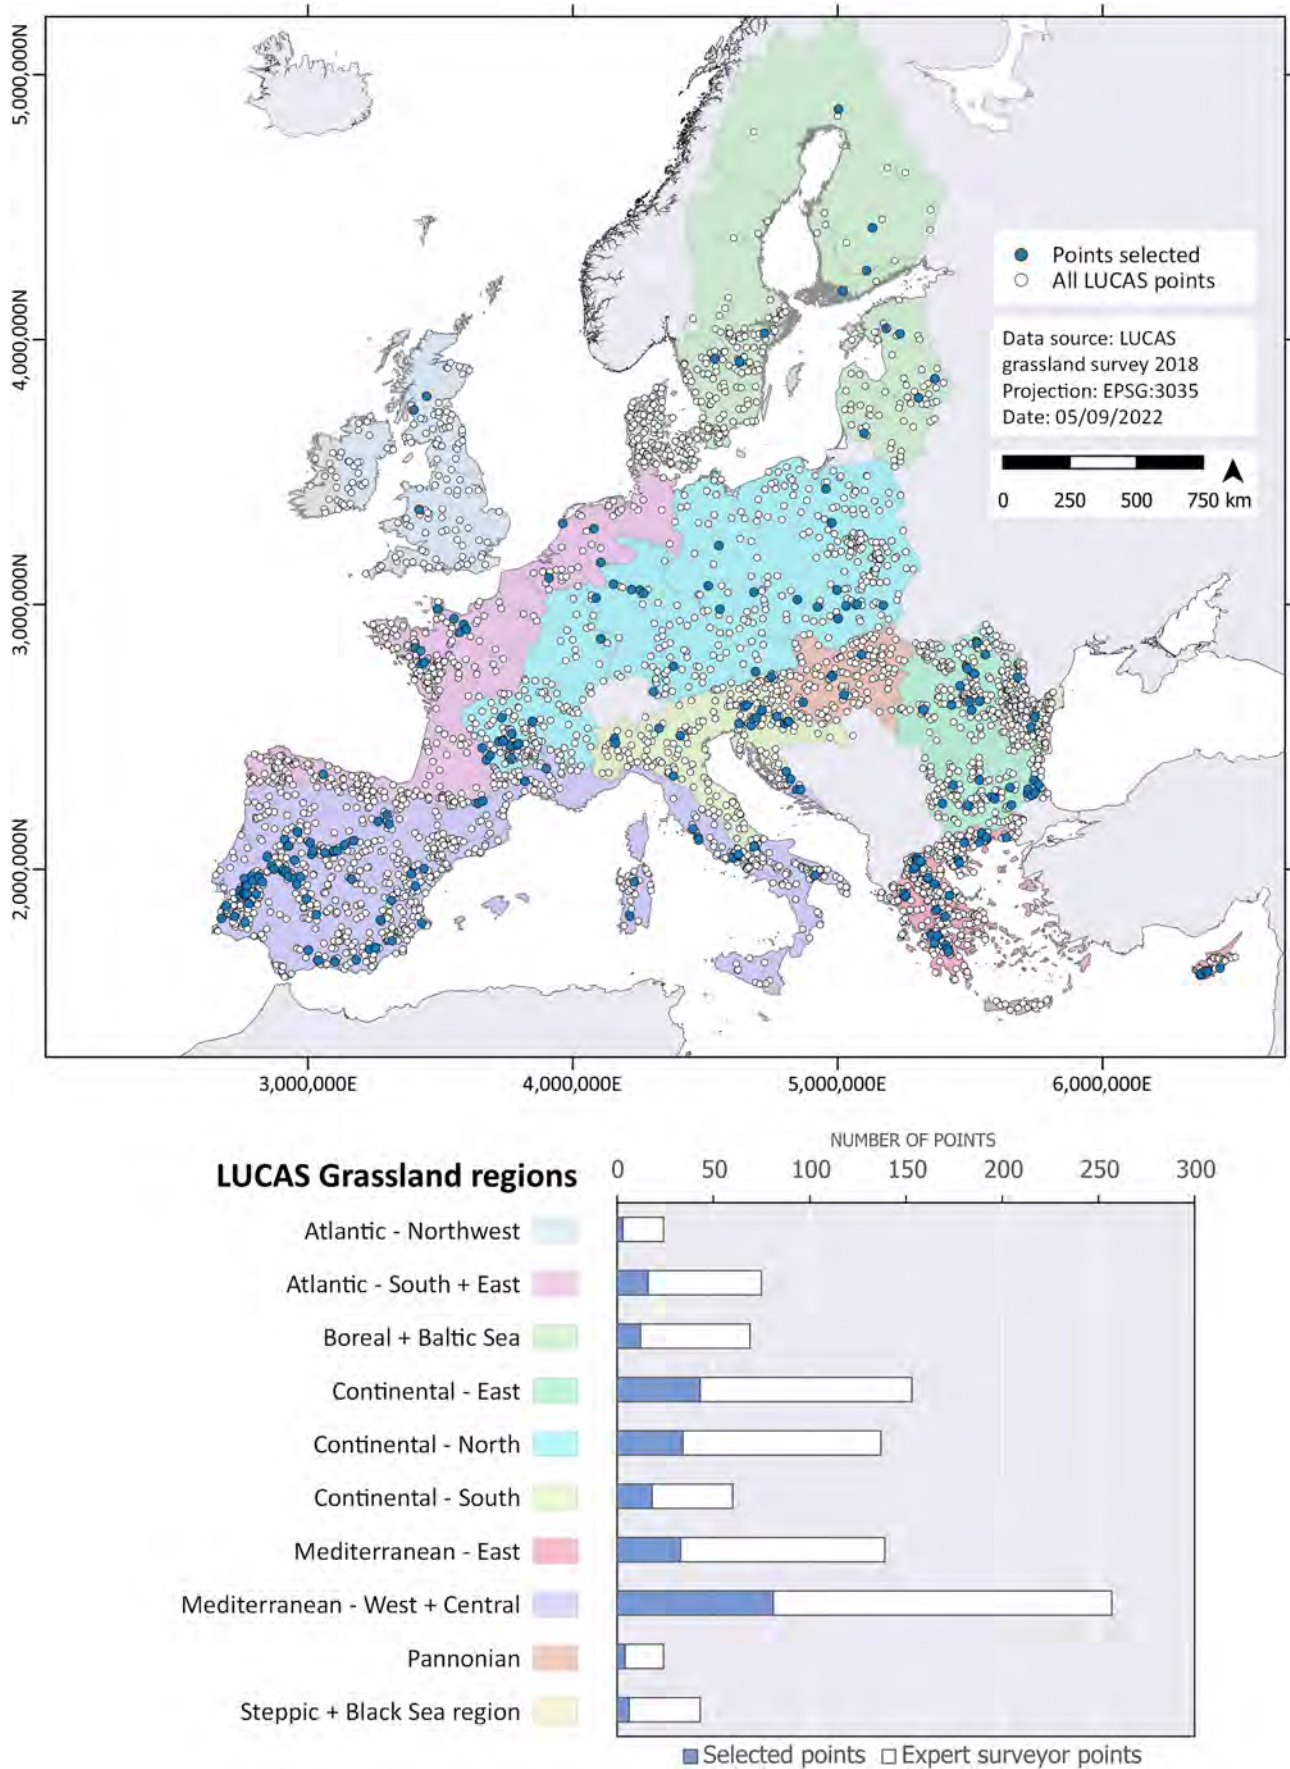 5,000,000N
4,000,000N
3,000,000N
2,000,000N
Points selected
All LUCAS points
Data source: LUCAS
grassland survey 2018
Projection: EPSG:3035
Date: 05/09/2022
0 250 500 750 km
3,000,000E 4,000,000E 5,000,000E 6,000,000E
NUMBER OF POINTS
0 50 100 150 200 250 300
LUCAS Grassland regions
Atlantic - Northwest
Atlantic - South + East
Boreal + Baltic Sea
Continental - East
Continental - North
Continental - South
Mediterranean - East
Mediterranean - West + Central
Pannonian
Steppic + Black Sea region
Selected points Expert surveyor points